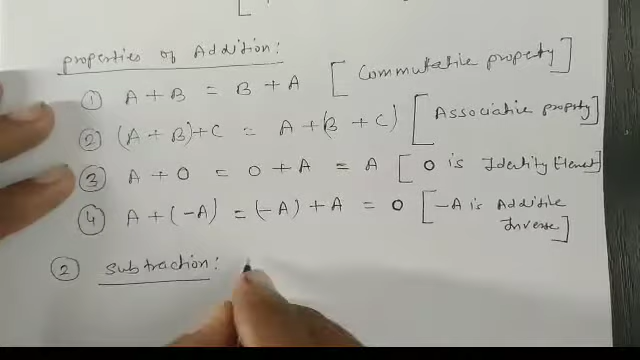 properties of Addition:
① A + B = B + A [Commutative property]
② (A + B) + C = A + (B + C) [Associative property]
③ A + 0 = 0 + A = A [0 is Identity Element]
④ A + (-A) = (-A) + A = 0 [-A is Additive Inverse]
② subtraction: